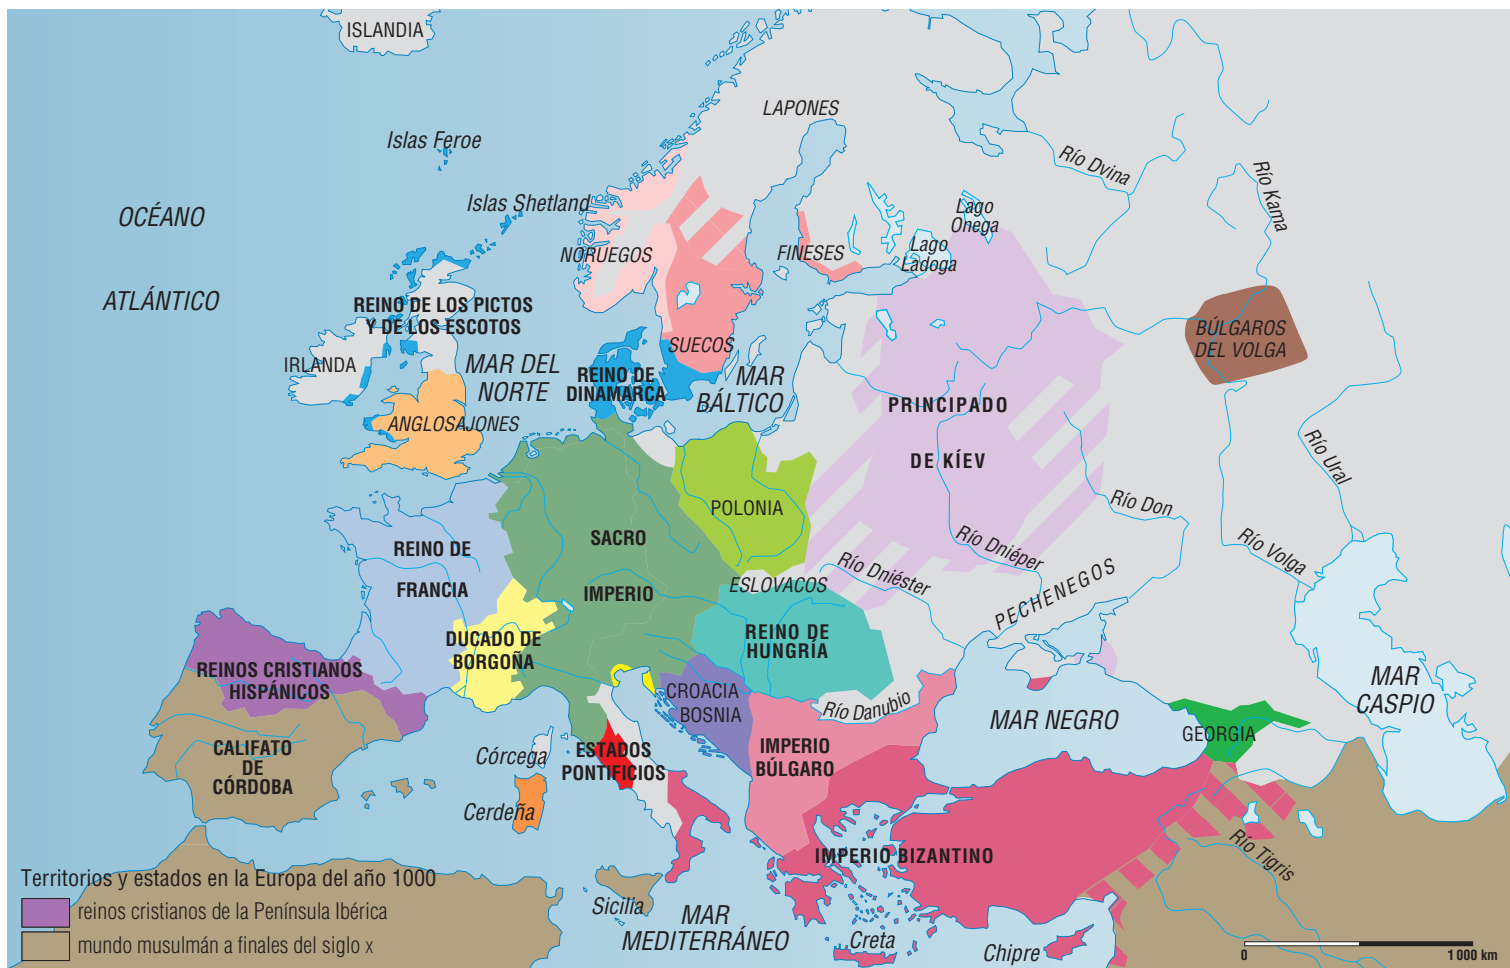 ISLANDIA
LAPONES
Islas Feroe
Río Dvina
Río Kama
Islas Shetland
OCÉANO
ATLÁNTICO
Lago
Onega
Lago
Ladoga
NORUEGOS
FINESES
REINO DE LOS PICTOS
Y DE LOS ESCOTOS
BÚLGAROS
DEL VOLGA
IRLANDA
MAR DEL
NORTE
SUECOS
REINO DE
DINAMARCA
MAR
BÁLTICO
PRINCIPADO
DE KÍEV
ANGLOSAJONES
Río Ural
POLONIA
Río Don
SACRO
IMPERIO
REINO DE
FRANCIA
Río Dniéper
Río Volga
Río Dniéster
ESLOVACOS
PECHENEGOS
DUCADO DE
BORGOÑA
REINO DE
HUNGRÍA
REINOS CRISTIANOS
HISPÁNICOS
CROACIA
BOSNIA
Río Danubio
MAR
CASPIO
MAR NEGRO
GEORGIA
CALIFATO
DE
CÓRDOBA
Córcega
ESTADOS
PONTIFICIOS
IMPERIO
BÚLGARO
Cerdeña
IMPERIO BIZANTINO
Río Tigris
Sicilia
MAR
MEDITERRÁNEO
Creta
Chipre
Territorios y estados en la Europa del año 1000
reinos cristianos de la Península Ibérica
mundo musulmán a finales del siglo X
0 1 000 km